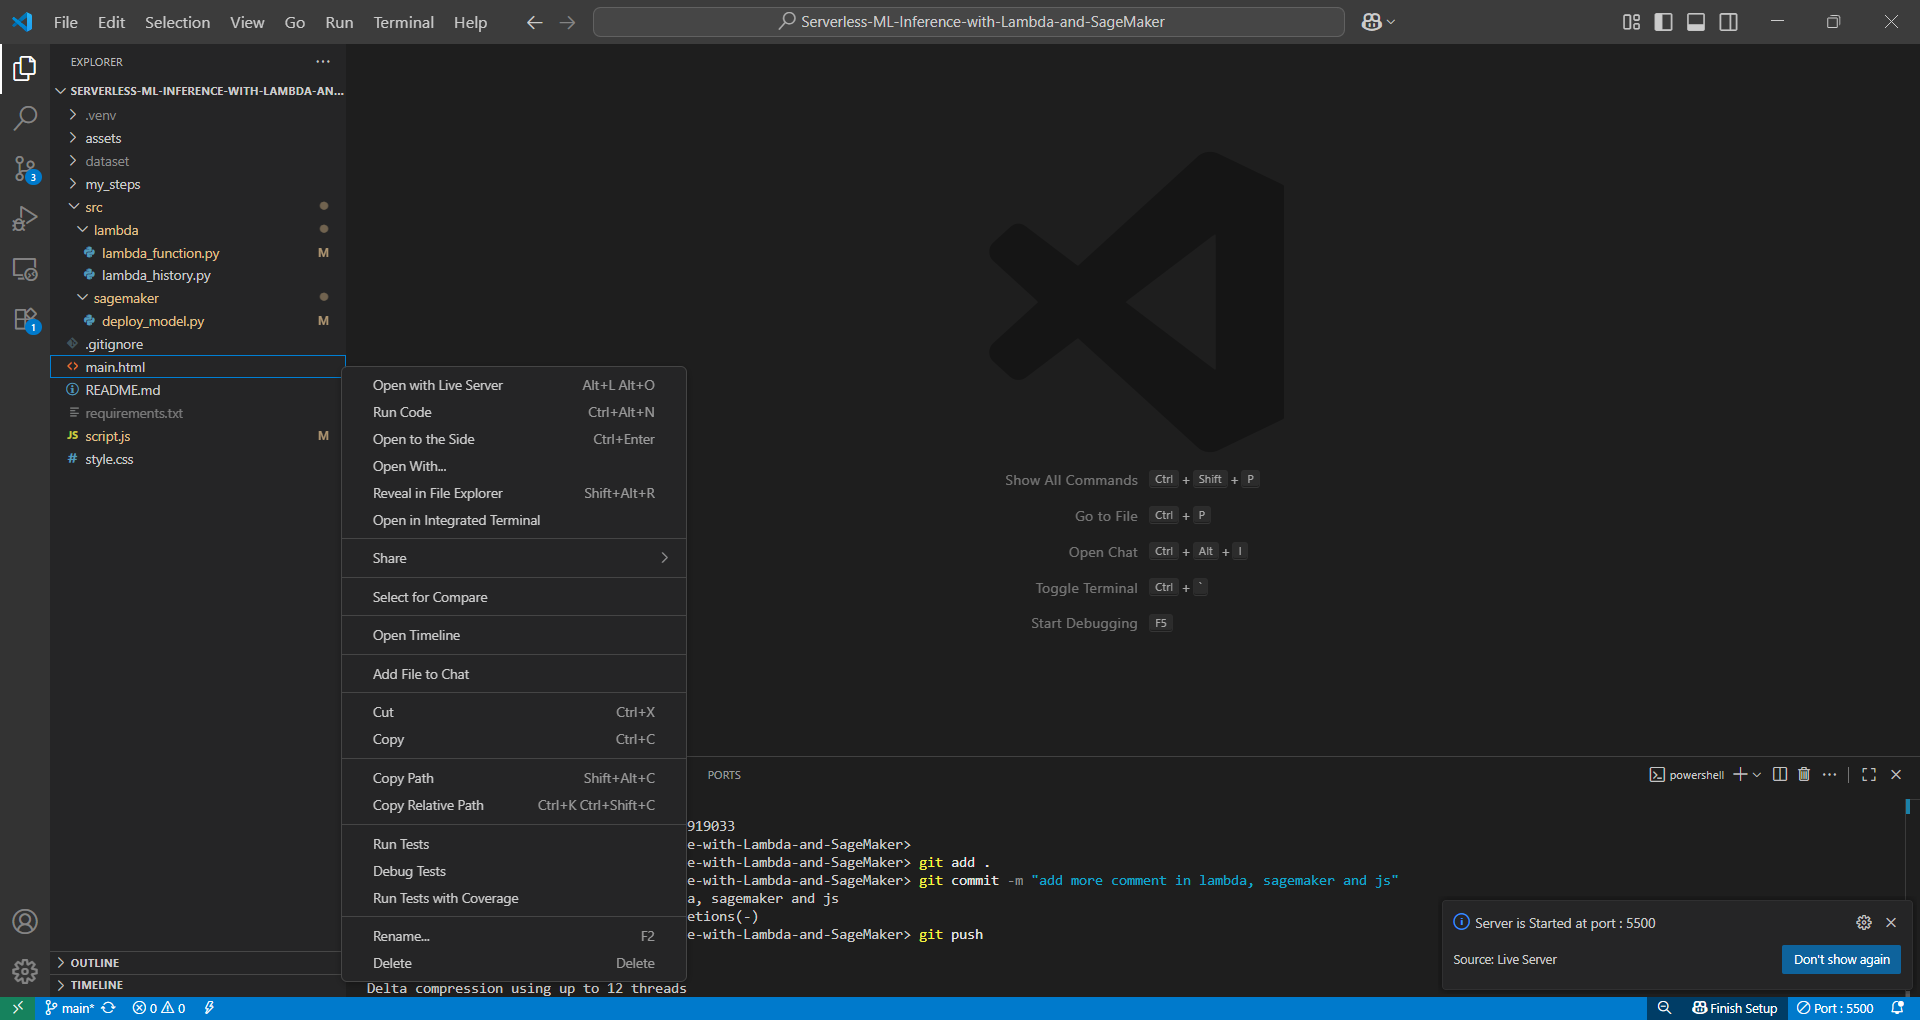 File Edit Selection View Go Run Terminal Help
Serverless-ML-Inference-with-Lambda-and-SageMaker
EXPLORER
SERVERLESS-ML-INFERENCE-WITH-LAMBDA-AN...
.venv
assets
dataset
my_steps
src
lambda
lambda_function.py M
lambda_history.py
sagemaker
deploy_model.py M
.gitignore
main.html
README.md
requirements.txt
JS script.js M
# style.css
3
1
Open with Live Server Alt+L Alt+O
Run Code Ctrl+Alt+N
Open to the Side Ctrl+Enter
Open With...
Reveal in File Explorer Shift+Alt+R
Open in Integrated Terminal
Share
Select for Compare
Open Timeline
Add File to Chat
Cut Ctrl+X
Copy Ctrl+C
Copy Path Shift+Alt+C
Copy Relative Path Ctrl+K Ctrl+Shift+C
Run Tests
Debug Tests
Run Tests with Coverage
Rename... F2
Delete Delete
Show All Commands Ctrl + Shift + P
Go to File Ctrl + P
Open Chat Ctrl + Alt + I
Toggle Terminal Ctrl + `
Start Debugging F5
PORTS
powershell
919033
e-with-Lambda-and-SageMaker>
e-with-Lambda-and-SageMaker> git add .
e-with-Lambda-and-SageMaker> git commit -m "add more comment in lambda, sagemaker and js"
a, sagemaker and js
etions(-)
e-with-Lambda-and-SageMaker> git push
Delta compression using up to 12 threads
Server is Started at port : 5500
Source: Live Server
Don't show again
OUTLINE
TIMELINE
main* 0 0
Finish Setup Port : 5500